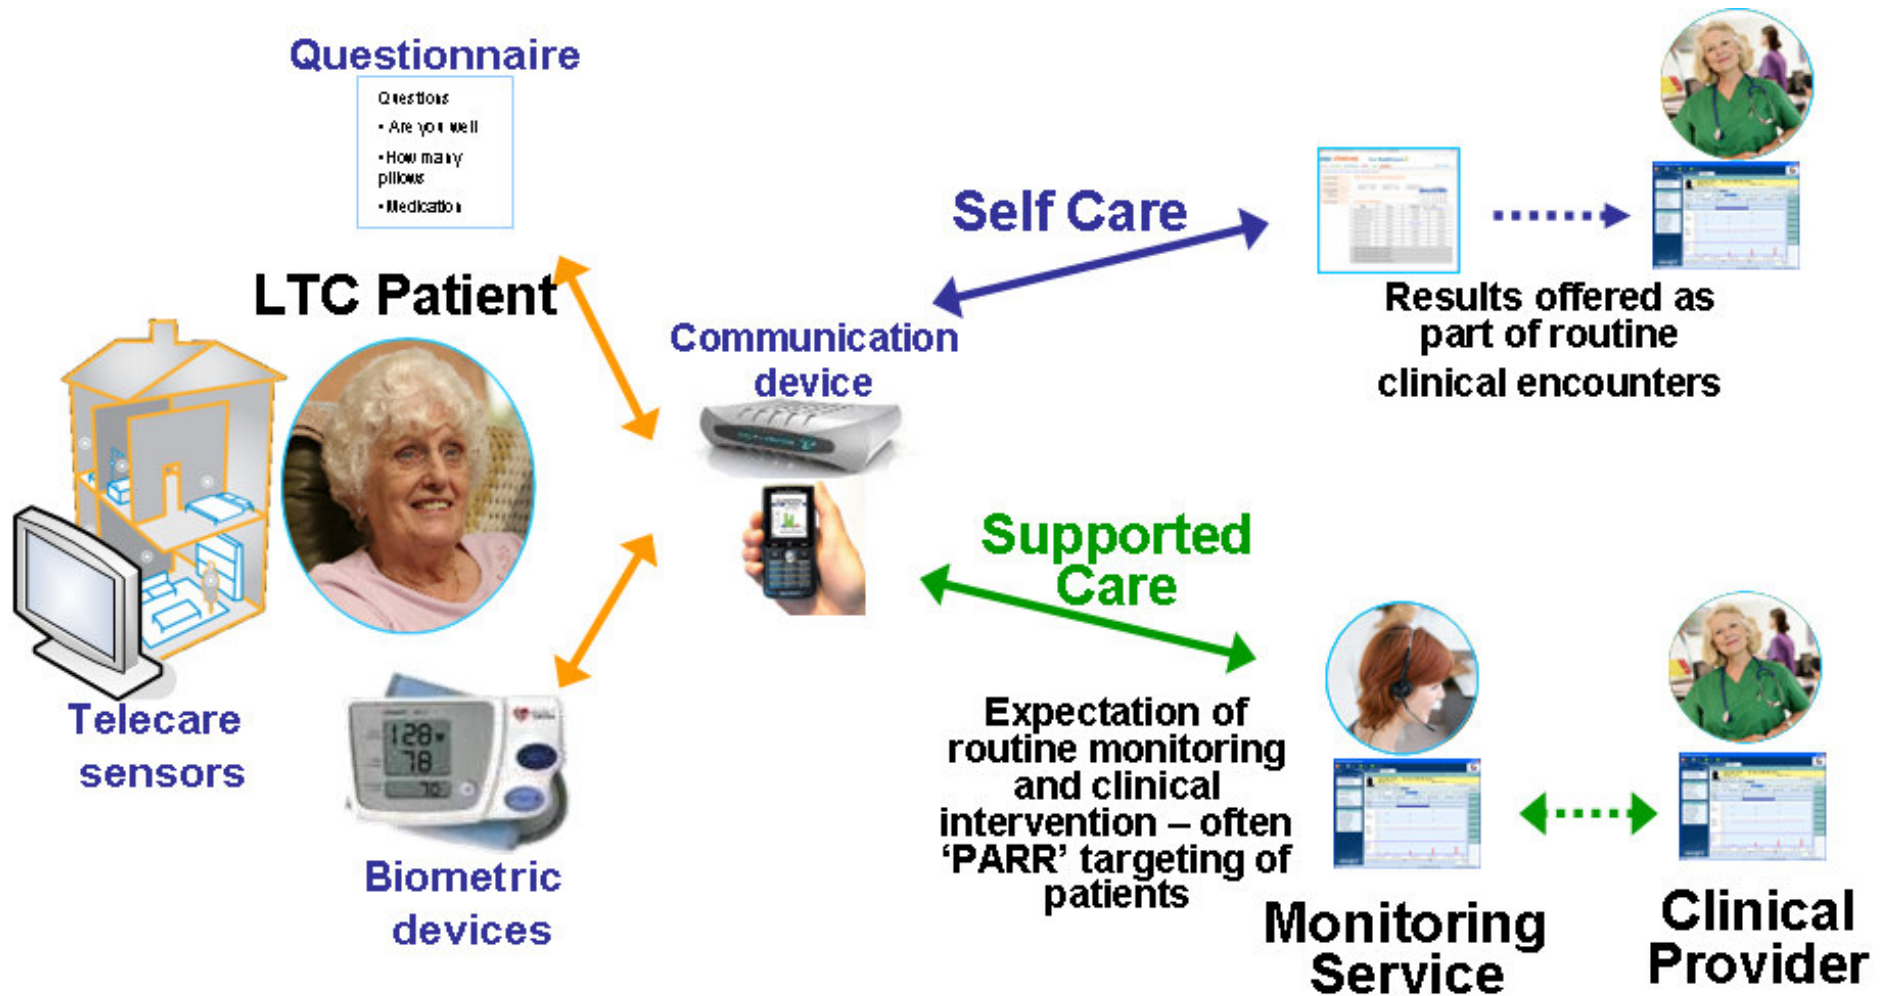 Questionnaire
Questions
• Are you well
• How many
pillows
• Medication
LTC Patient
Telecare
sensors
128
78
70
Biometric
devices
Communication
device
Self Care
Results offered as
part of routine
clinical encounters
Supported
Care
Expectation of
routine monitoring
and clinical
intervention – often
‘PARR’ targeting of
patients
Monitoring
Service
Clinical
Provider